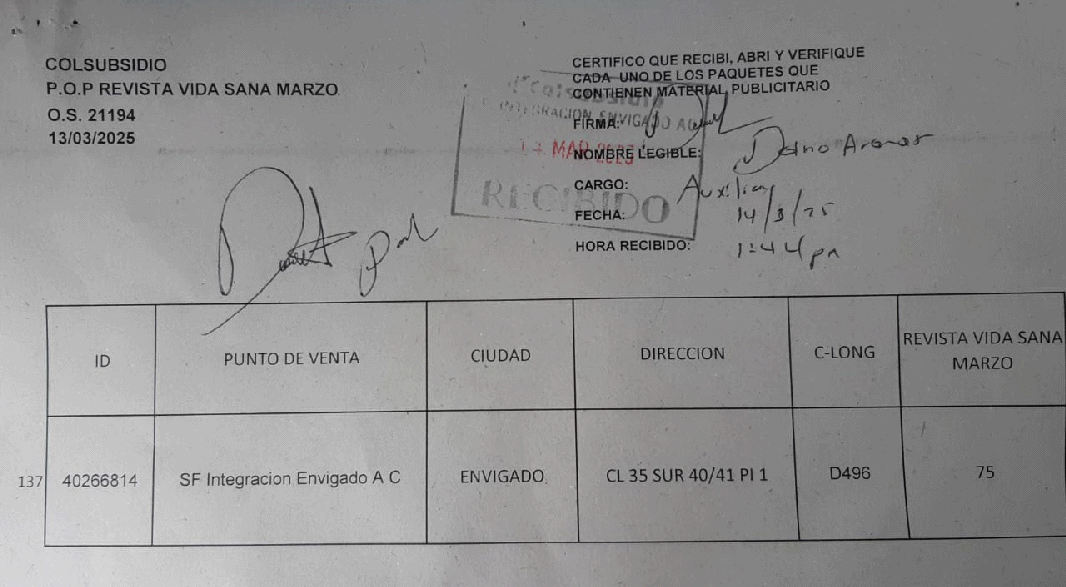 COLSUBSIDIO
P.O.P REVISTA VIDA SANA MARZO
O.S. 21194
13/03/2025
CERTIFICO QUE RECIBI, ABRI Y VERIFIQUE
CADA UNO DE LOS PAQUETES QUE
CONTIENEN MATERIAL PUBLICITARIO
FIRMA:
NOMBRE LEGIBLE:
CARGO: Auxiliar
FECHA: 14/3/25
HORA RECIBIDO: 1:44 pm
INTEGRACION ENVIGADO
RECIBIDO
ID PUNTO DE VENTA CIUDAD DIRECCION C-LONG REVISTA VIDA SANA MARZO
137 40266814 SF Integracion Envigado A C ENVIGADO CL 35 SUR 40/41 PI 1 D496 75